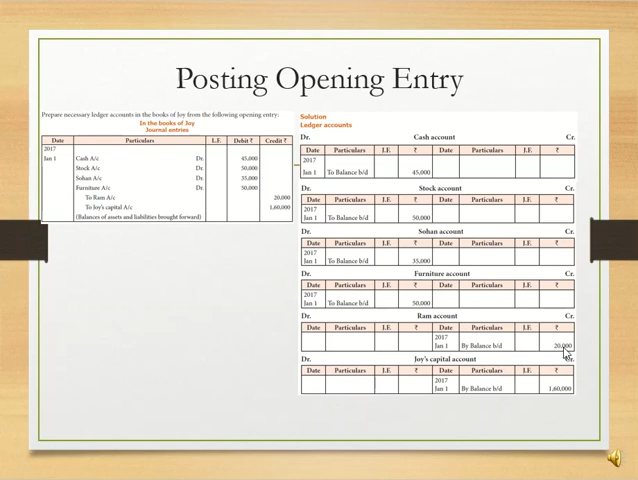 Posting Opening Entry
Prepare necessary ledger accounts in the books of Joy from the following opening entry:
In the books of Joy
Journal entries
Date Particulars L.F. Debit ₹ Credit ₹
2017
Jan 1 Cash A/c Dr. 45,000
Stock A/c Dr. 50,000
Sohan A/c Dr. 35,000
Furniture A/c Dr. 50,000
To Ram A/c 20,000
To Joy's capital A/c 1,60,000
(Balances of assets and liabilities brought forward)
Solution
Ledger accounts
Dr. Cash account Cr.
Date Particulars J.F. ₹ Date Particulars J.F. ₹
2017
Jan 1 To Balance b/d 45,000
Dr. Stock account Cr.
Date Particulars J.F. ₹ Date Particulars J.F. ₹
2017
Jan 1 To Balance b/d 50,000
Dr. Sohan account Cr.
Date Particulars J.F. ₹ Date Particulars J.F. ₹
2017
Jan 1 To Balance b/d 35,000
Dr. Furniture account Cr.
Date Particulars J.F. ₹ Date Particulars J.F. ₹
2017
Jan 1 To Balance b/d 50,000
Dr. Ram account Cr.
Date Particulars J.F. ₹ Date Particulars J.F. ₹
2017
Jan 1 By Balance b/d 20,000
Dr. Joy's capital account Cr.
Date Particulars J.F. ₹ Date Particulars J.F. ₹
2017
Jan 1 By Balance b/d 1,60,000